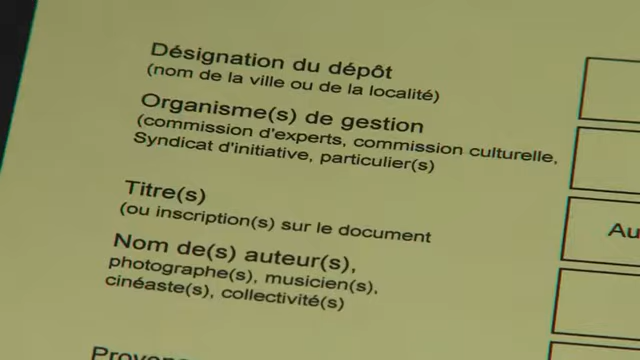 Désignation du dépôt
(nom de la ville ou de la localité)
Organisme(s) de gestion
(commission d'experts, commission culturelle,
Syndicat d'initiative, particulier(s)
Titre(s)
(ou inscription(s) sur le document
Au
Nom de(s) auteur(s),
photographe(s), musicien(s),
cinéaste(s), collectivité(s)